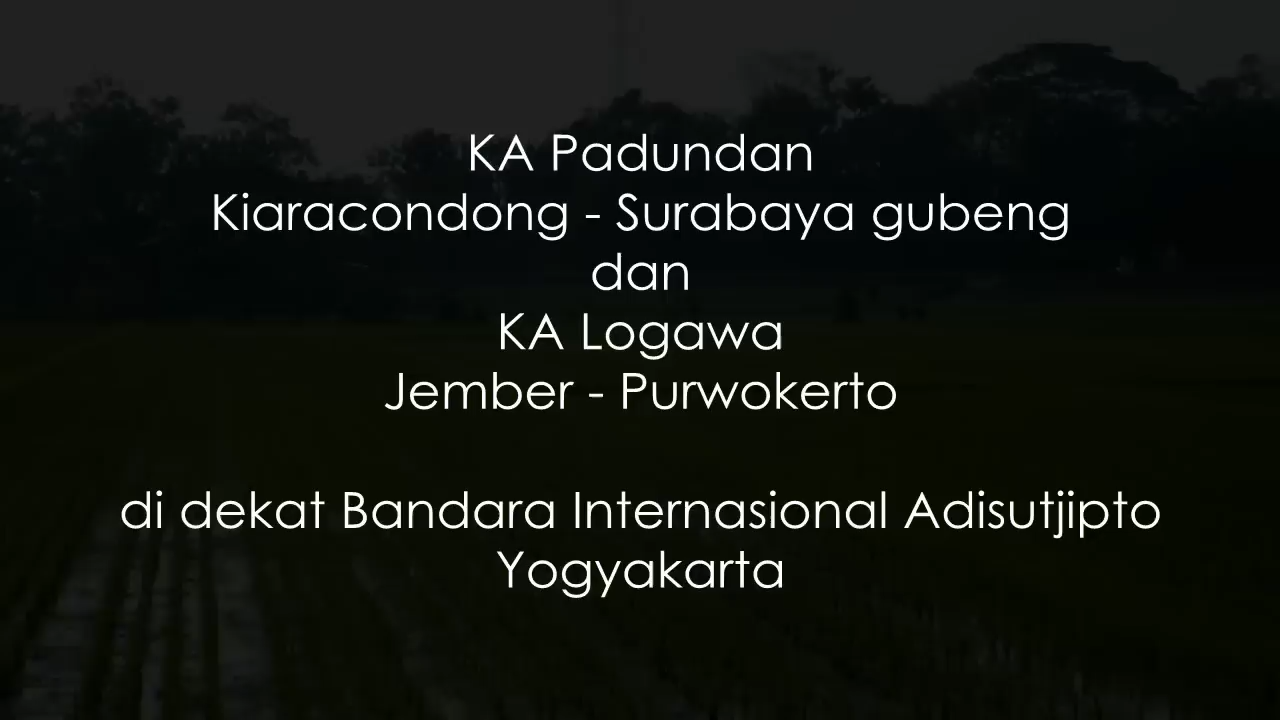 KA Padundan
Kiaracondong - Surabaya gubeng
dan
KA Logawa
Jember - Purwokerto
di dekat Bandara Internasional Adisutjipto
Yogyakarta